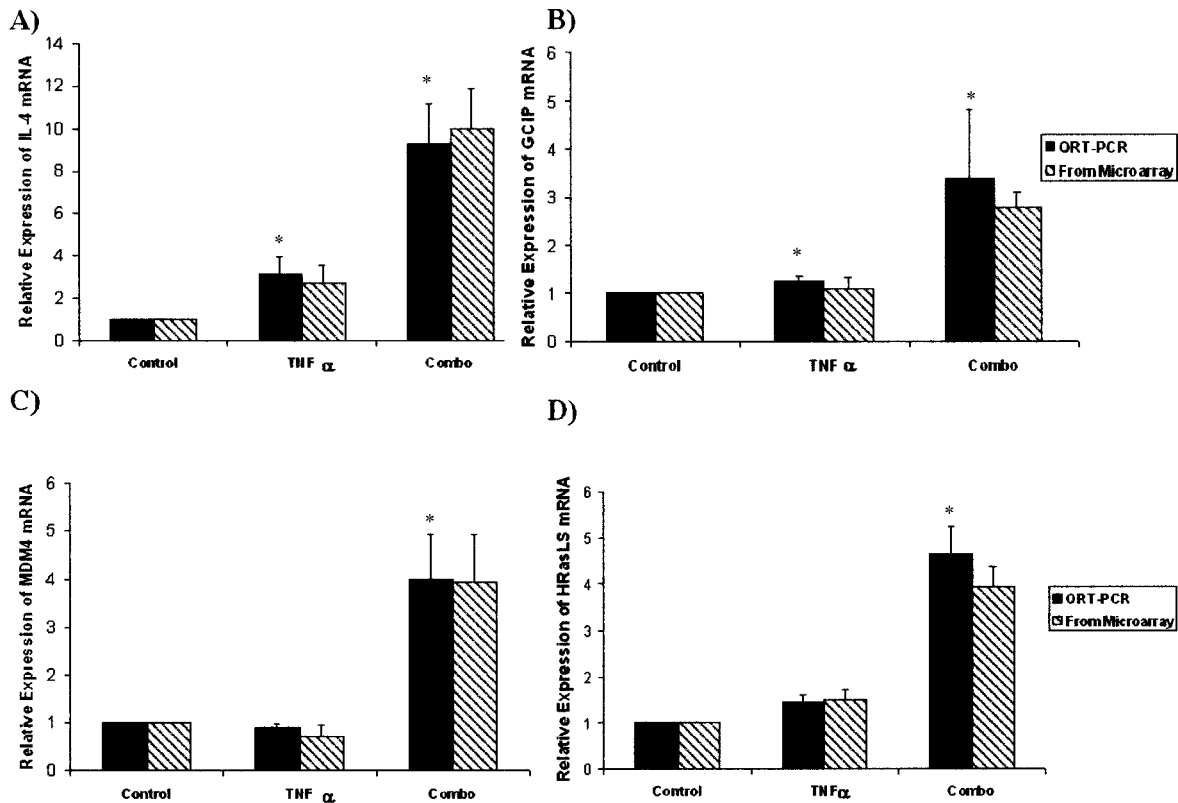 A)
Relative Expression of IL-4 mRNA
14
12
10
8
6
4
2
0
*
*
Control
TNF α
Combo
B)
Relative Expression of GCIP mRNA
6
5
4
3
2
1
0
*
*
Control
TNF α
Combo
ORT-PCR
From Microarray
C)
Relative Expression of MDM4 mRNA
6
5
4
3
2
1
0
*
Control
TNF α
Combo
D)
Relative Expression of HRasLS mRNA
6
5
4
3
2
1
0
*
Control
TNFα
Combo
ORT-PCR
From Microarray